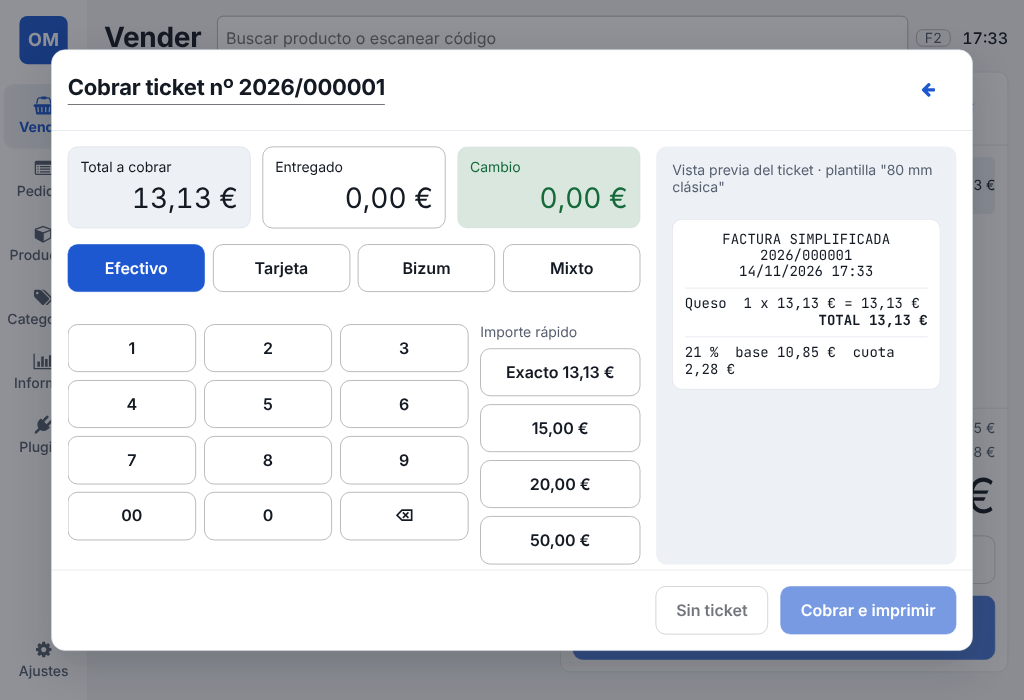 OM
Vender
Buscar producto o escanear código
F2
17:33
Cobrar ticket nº 2026/000001
Total a cobrar
13,13 €
Entregado
0,00 €
Cambio
0,00 €
Efectivo
Tarjeta
Bizum
Mixto
1
2
3
4
5
6
7
8
9
00
0
Importe rápido
Exacto 13,13 €
15,00 €
20,00 €
50,00 €
Vista previa del ticket · plantilla "80 mm
clásica"
FACTURA SIMPLIFICADA
2026/000001
14/11/2026 17:33
Queso 1 x 13,13 € = 13,13 €
TOTAL 13,13 €
21 % base 10,85 € cuota
2,28 €
Sin ticket
Cobrar e imprimir
Ajustes